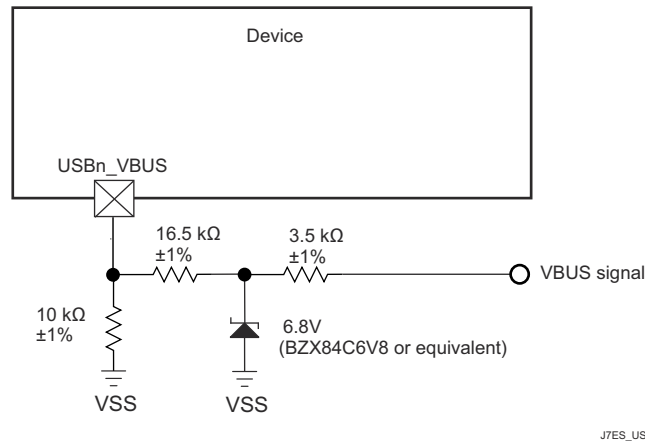 Device
USBn_VBUS
16.5 kΩ
±1%
3.5 kΩ
±1%
VBUS signal
10 kΩ
±1%
6.8V
(BZX84C6V8 or equivalent)
VSS
VSS
J7ES_US